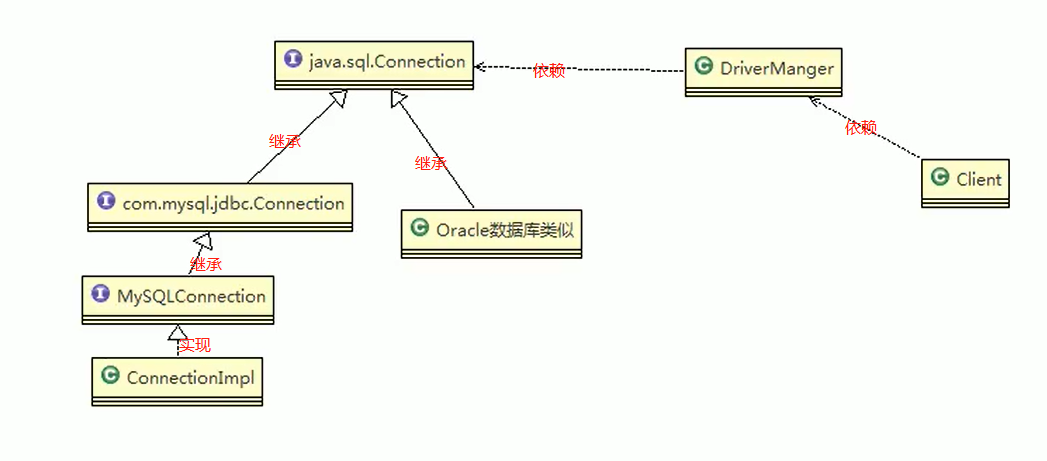 java.sql.Connection
依赖
DriverManger
依赖
Client
继承
继承
com.mysql.jdbc.Connection
Oracle数据库类似
继承
MySQLConnection
实现
ConnectionImpl